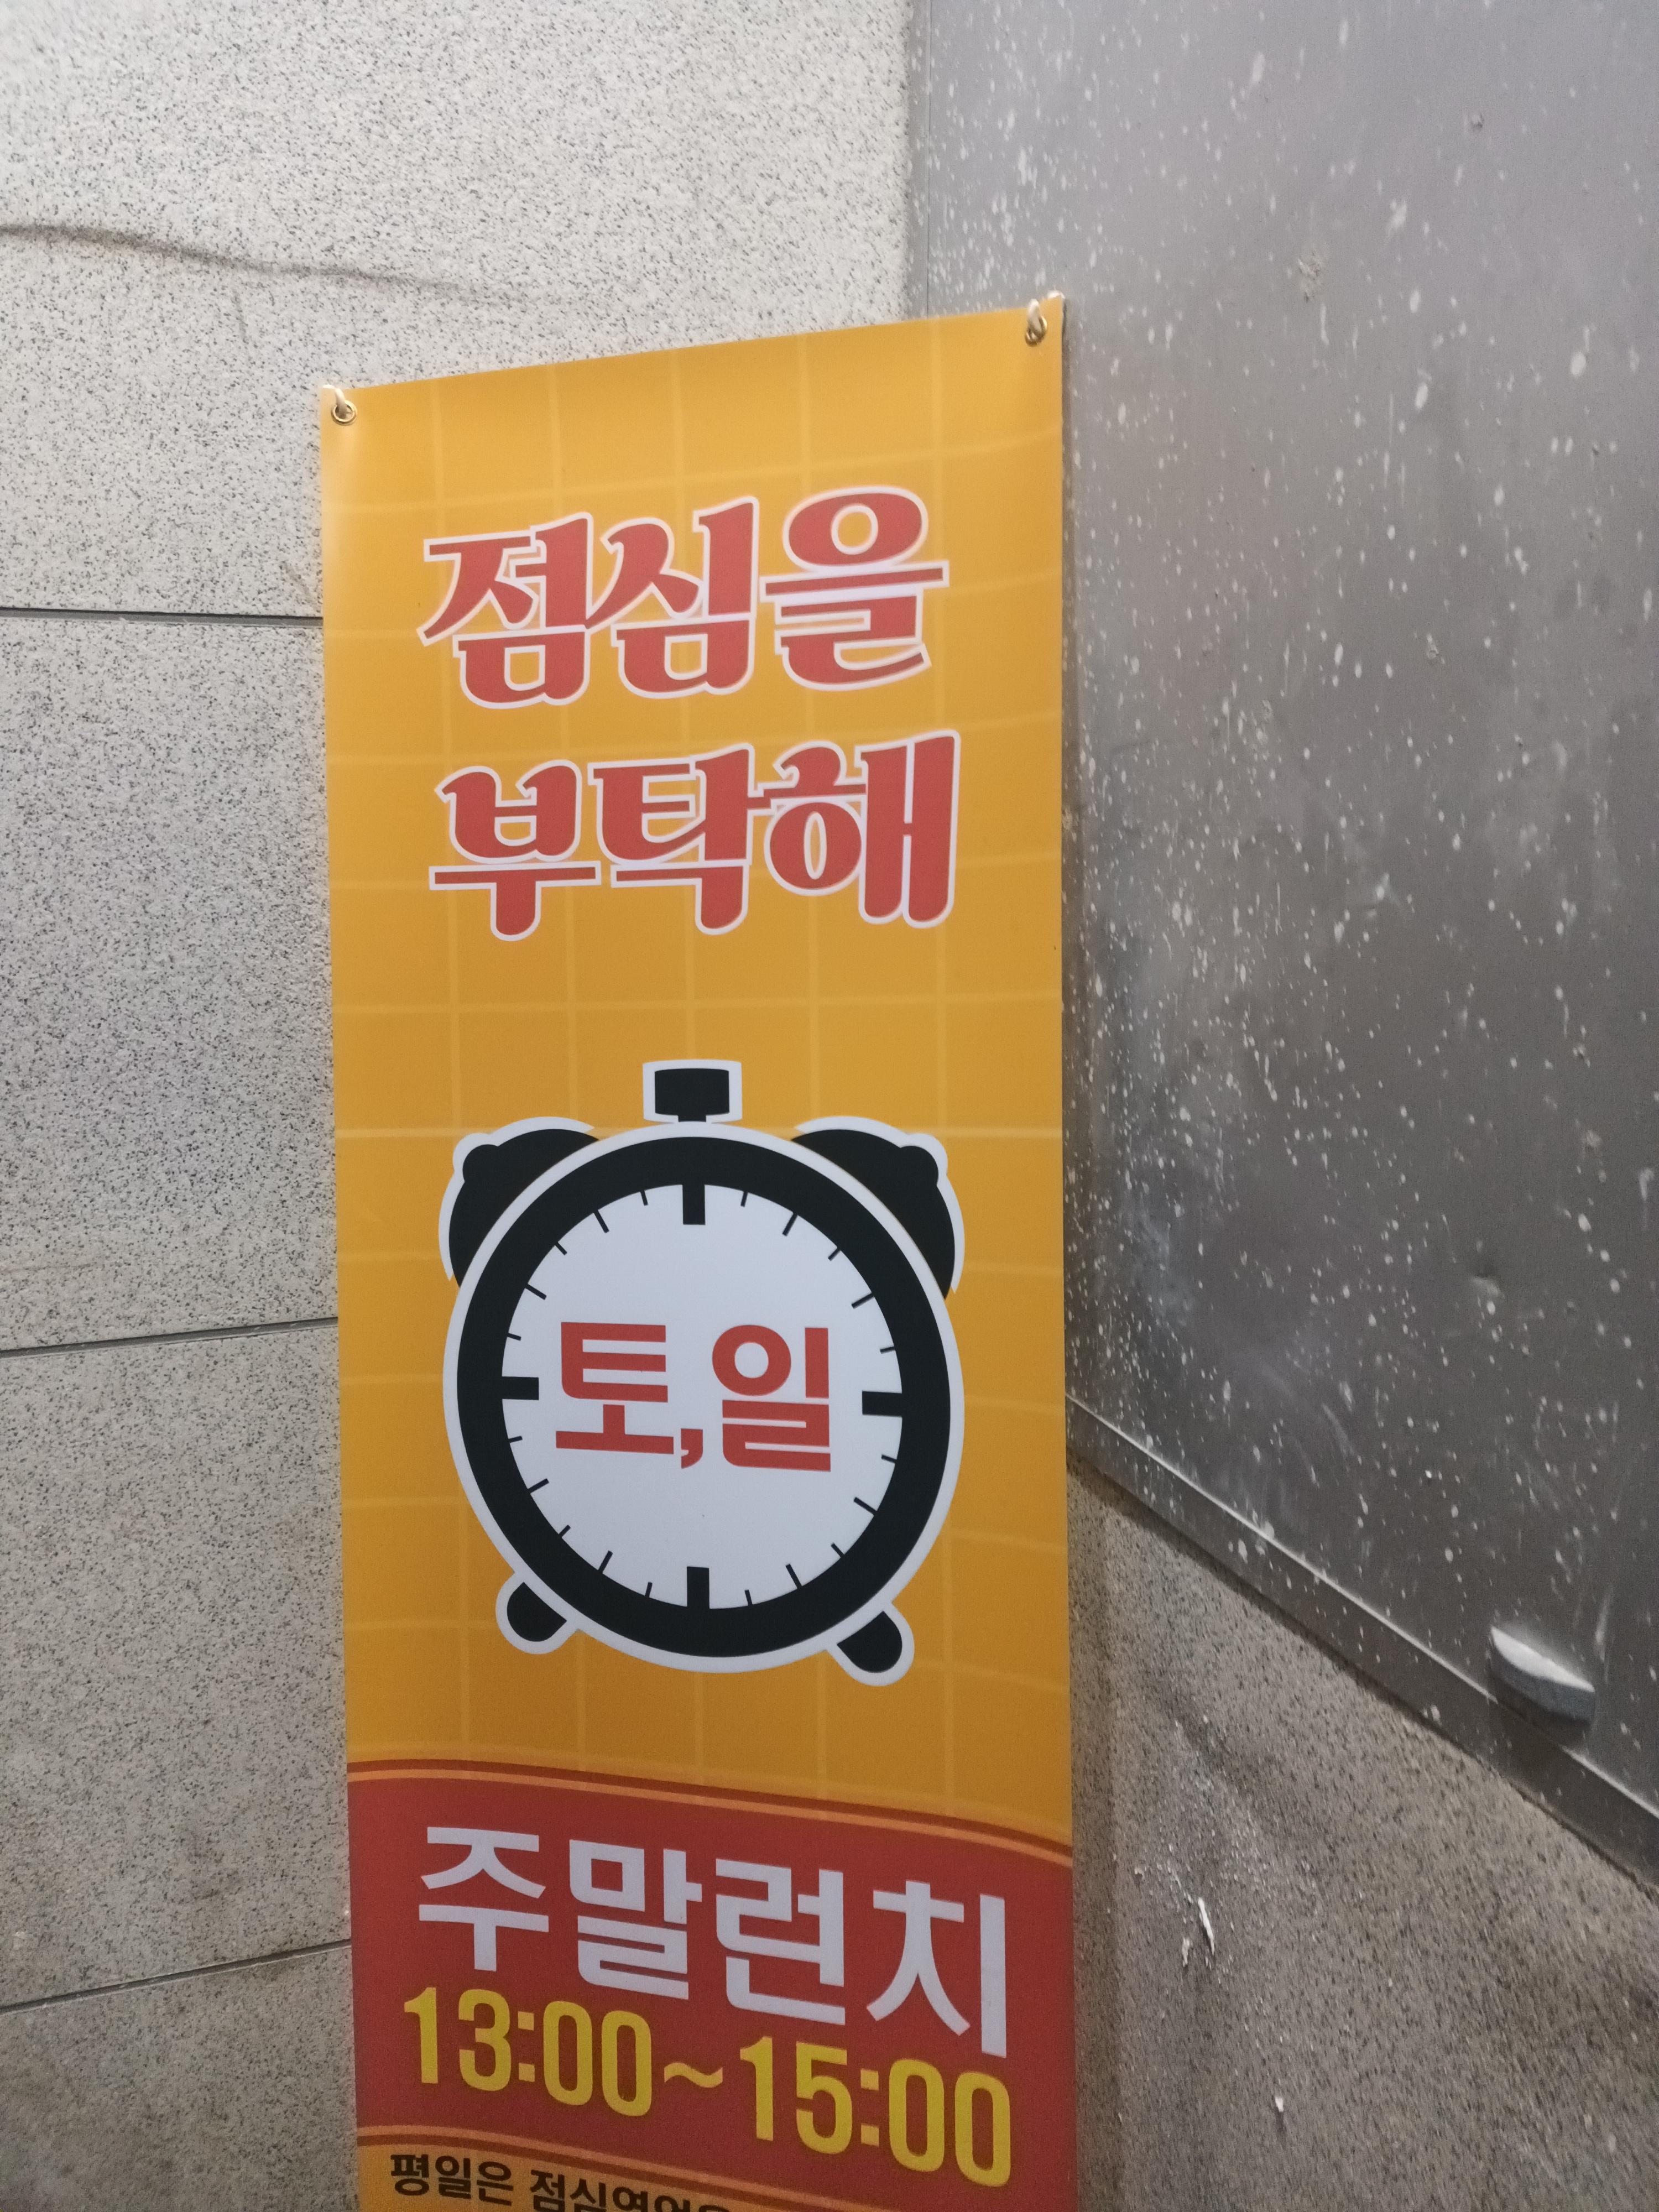 점심을
부탁해
토,일
주말런치
13:00~15:00
평일은 점심영업을